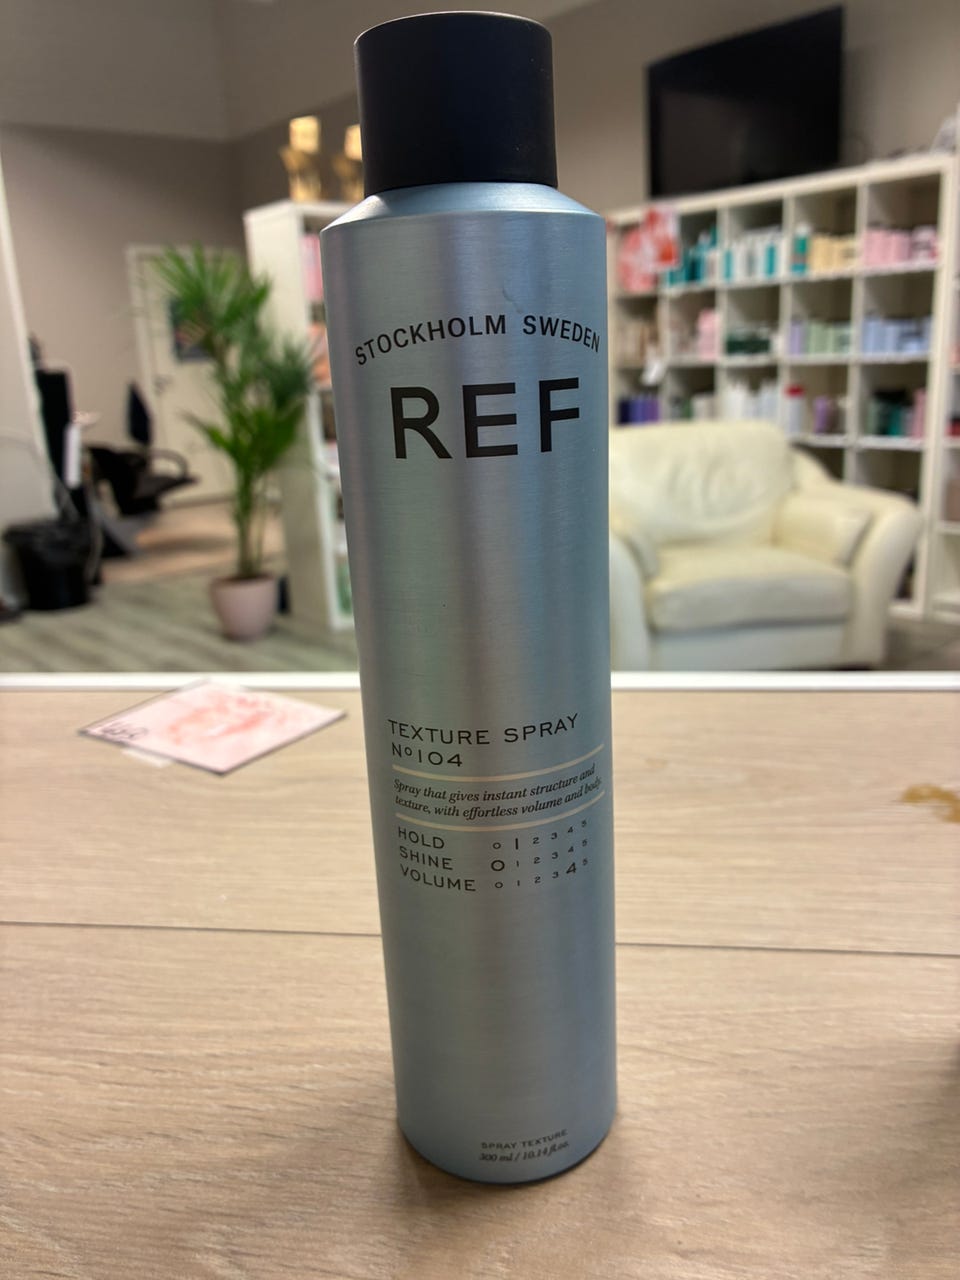 STOCKHOLM SWEDEN
REF
TEXTURE SPRAY
Nº104
Spray that gives instant structure and
texture, with effortless volume and body.
HOLD 0 1 2 3 4 5
SHINE 0 1 2 3 4 5
VOLUME 0 1 2 3 4 5
SPRAY TEXTURE
300 ml / 10.14 fl.oz.